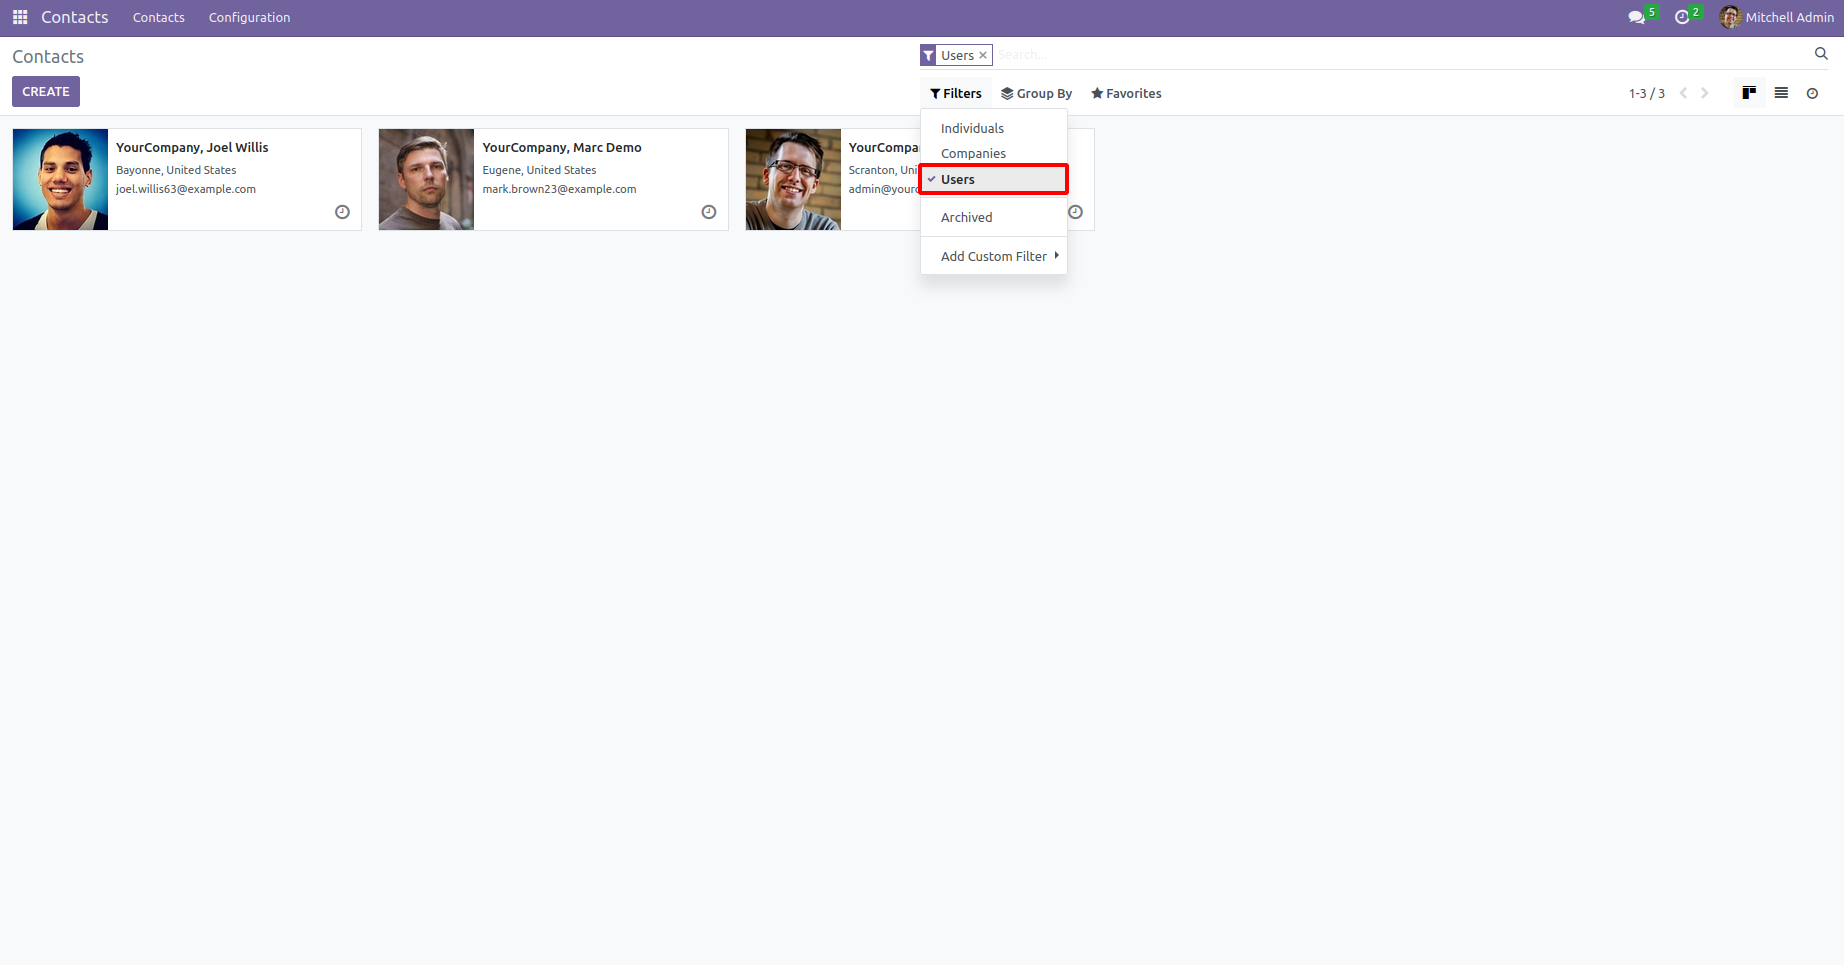 Contacts Contacts Configuration 5 2 Mitchell Admin
Contacts
Users × Search...
CREATE
Filters Group By Favorites 1-3 / 3
Individuals
Companies
Users
Archived
Add Custom Filter
YourCompany, Joel Willis
Bayonne, United States
joel.willis63@example.com
YourCompany, Marc Demo
Eugene, United States
mark.brown23@example.com
YourCompa
Scranton, Uni
admin@yourc